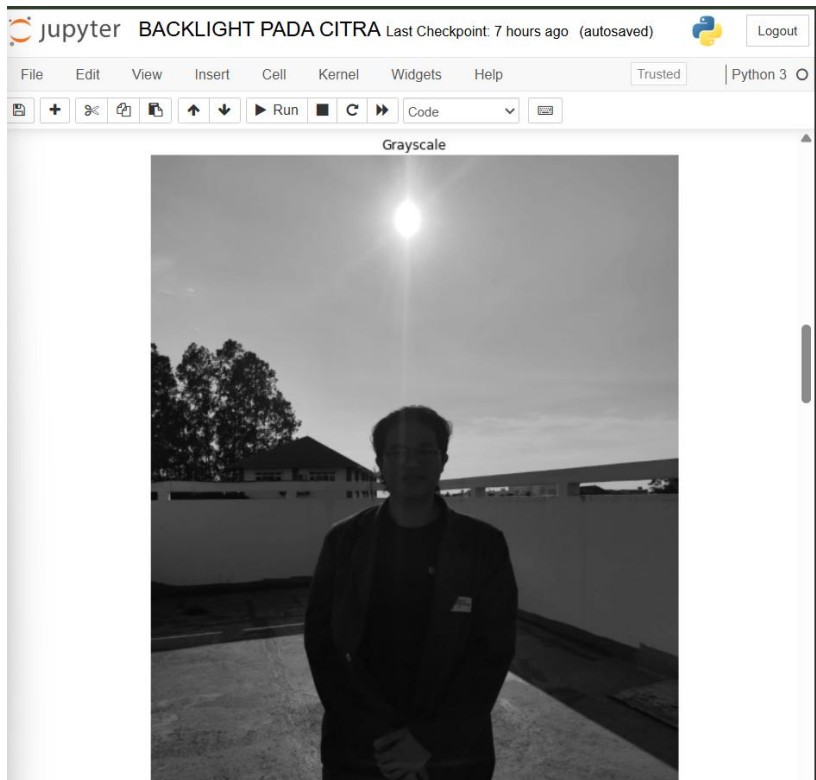 jupyter BACKLIGHT PADA CITRA Last Checkpoint: 7 hours ago (autosaved) Logout
File Edit View Insert Cell Kernel Widgets Help Trusted Python 3
Run Code
Grayscale